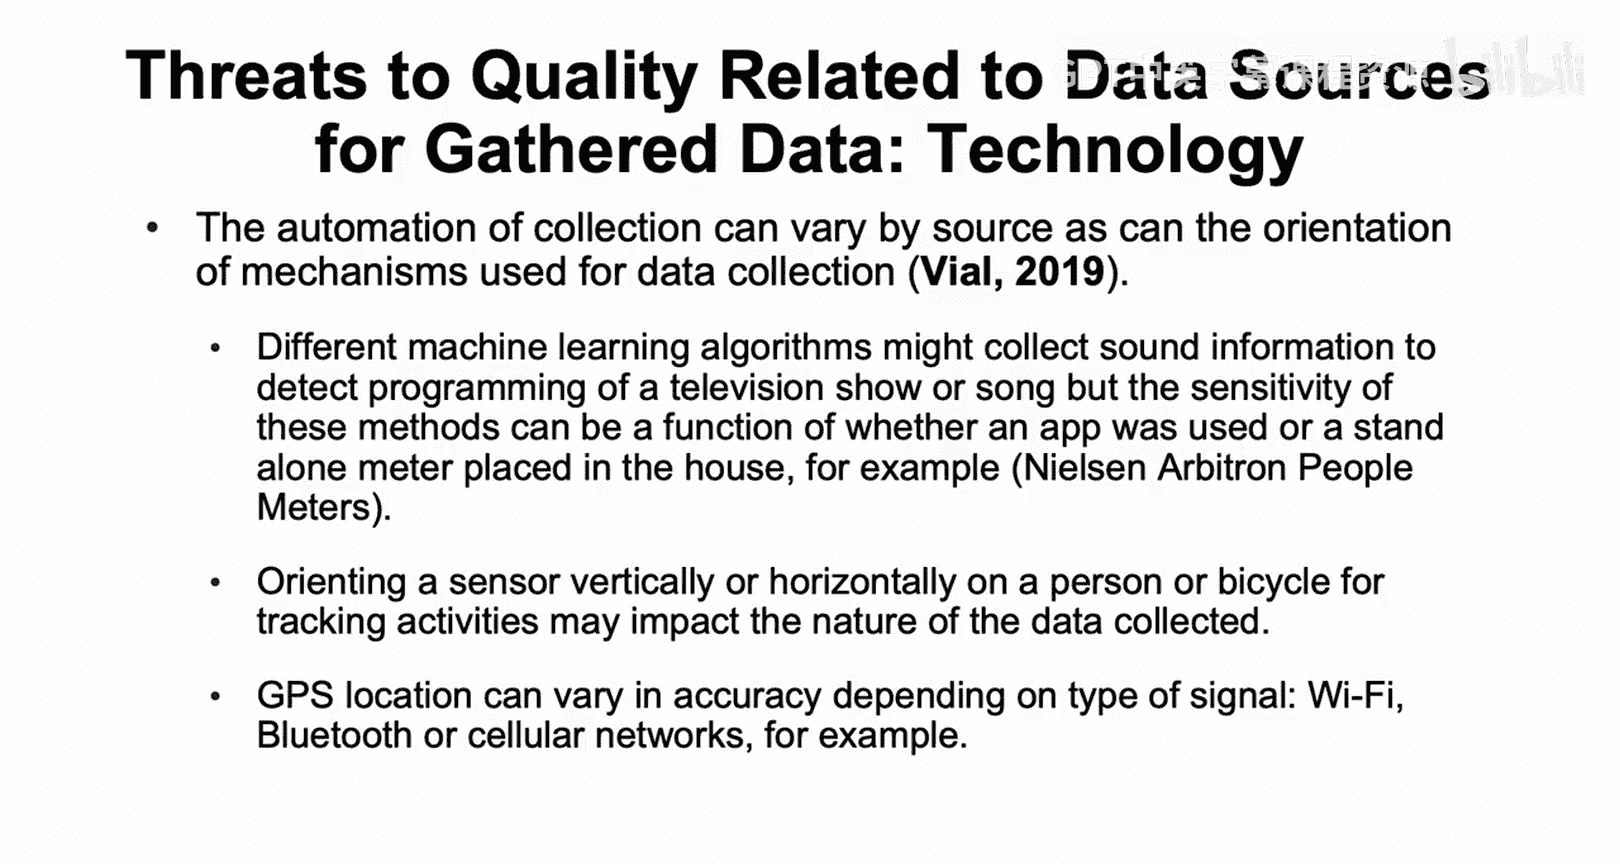 Threats to Quality Related to Data Sources
for Gathered Data: Technology
bilibili
• The automation of collection can vary by source as can the orientation
of mechanisms used for data collection (Vial, 2019).
• Different machine learning algorithms might collect sound information to
detect programming of a television show or song but the sensitivity of
these methods can be a function of whether an app was used or a stand
alone meter placed in the house, for example (Nielsen Arbitron People
Meters).
• Orienting a sensor vertically or horizontally on a person or bicycle for
tracking activities may impact the nature of the data collected.
• GPS location can vary in accuracy depending on type of signal: Wi-Fi,
Bluetooth or cellular networks, for example.